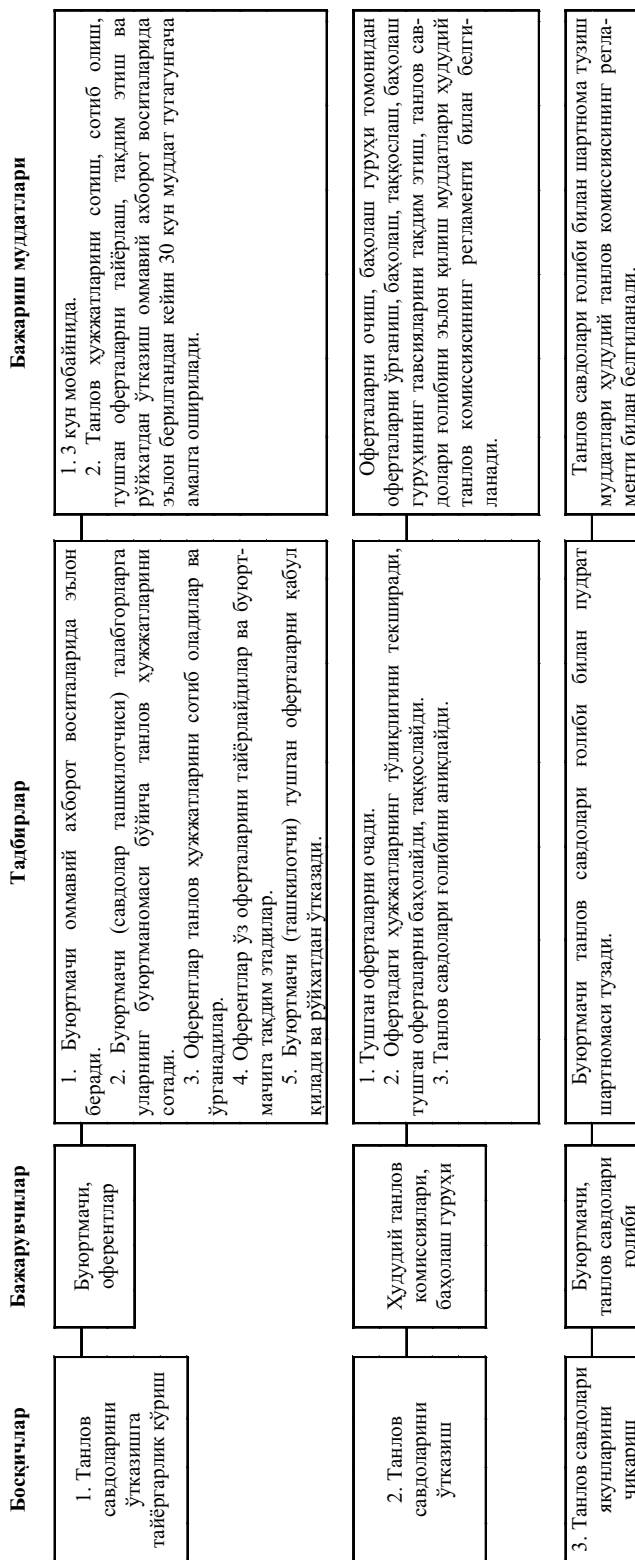 Босқичлар
Бажарувчилар
Тадбирлар
Бажариш муддатлари
1. Танлов
савдоларини
ўтказишга
тайёргарлик кўриш
Буюртмачи,
оферентлар
1. Буюртмачи оммавий ахборот воситаларида эълон
беради.
2. Буюртмачи (савдолар ташкилотчиси) талабгорларга
уларнинг буюртманомаси бўйича танлов ҳужжатларини
сотади.
3. Оферентлар танлов ҳужжатларини сотиб оладилар ва
ўрганадилар.
4. Оферентлар ўз оферталарини тайёрлайдилар ва буюрт-
мачига тақдим этадилар.
5. Буюртмачи (ташкилотчи) тушган оферталарни қабул
қилади ва рўйхатдан ўтказади.
1. 3 кун мобайнида.
2. Танлов ҳужжатларини сотиш, сотиб олиш,
тушган оферталарни тайёрлаш, тақдим этиш ва
рўйхатдан ўтказиш оммавий ахборот воситаларида
эълон берилгандан кейин 30 кун муддат тугагунгача
амалга оширилади.
2. Танлов
савдоларини
ўтказиш
Ҳудудий танлов
комиссиялари,
баҳолаш гуруҳи
1. Тушган оферталарни очади.
2. Офертадаги ҳужжатларнинг тўлиқлигини текширади,
тушган оферталарни баҳолайди, таққослайди.
3. Танлов савдолари ғолибини аниқлайди.
Оферталарни очиш, баҳолаш гуруҳи томонидан
оферталарни ўрганиш, баҳолаш, таққослаш, баҳолаш
гуруҳининг тавсияларини тақдим этиш, танлов сав-
долари ғолибини эълон қилиш муддатлари ҳудудий
танлов комиссиясининг регламенти билан белги-
ланади.
3. Танлов савдолари
якунларини
чиқариш
Буюртмачи,
танлов савдолари
ғолиби
Буюртмачи танлов савдолари ғолиби билан пудрат
шартномаси тузади.
Танлов савдолари ғолиби билан шартнома тузиш
муддатлари ҳудудий танлов комиссиясининг регла-
менти билан белгиланади.